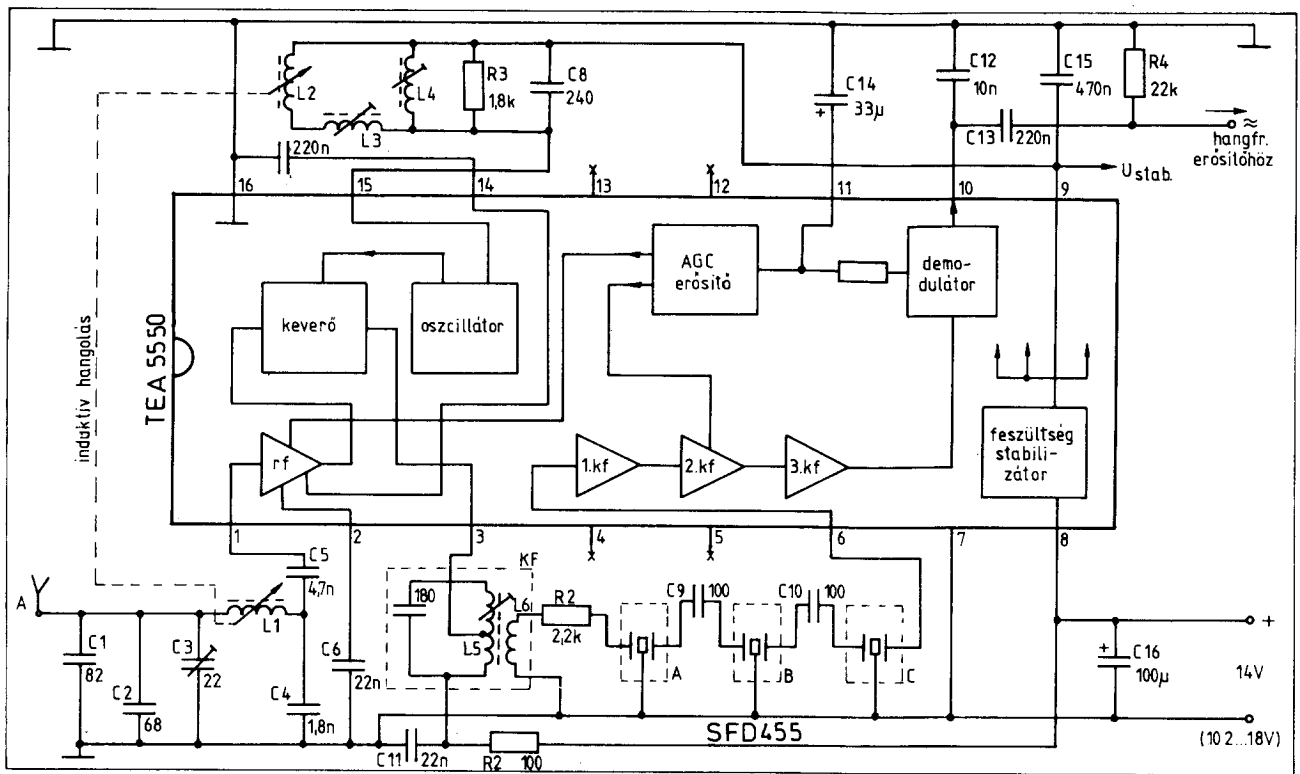 R3
1,8k
C8
240
L2
L4
L3
220n
C14
+
33µ
C12
10n
C15
470n
R4
22k
C13
220n
≈
hangfr.
erősítőhöz
Ustab.
16
15
14
13
12
11
10
9
TEA 5550
induktív hangolás
keverő
oszcillátor
AGC
erősítő
demo-
dulátor
rf
1.kf
2.kf
3.kf
feszültség
stabili-
zátor
1
2
3
4
5
6
7
8
A
C5
4,7n
L1
C1
82
C2
68
C3
22
C4
1,8n
C6
22n
KF
180
L5
L6
R2
2,2k
C9
100
C10
100
A
B
C
SFD455
C11
22n
R2
100
+
C16
100µ
+
14V
(10 2...18V)